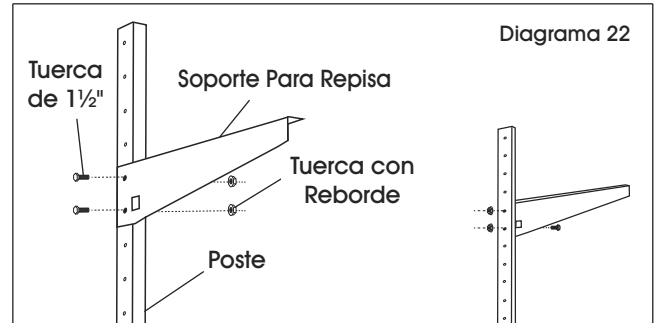 Diagrama 22
Tuerca
de 1½"
Soporte Para Repisa
Tuerca con
Reborde
Poste